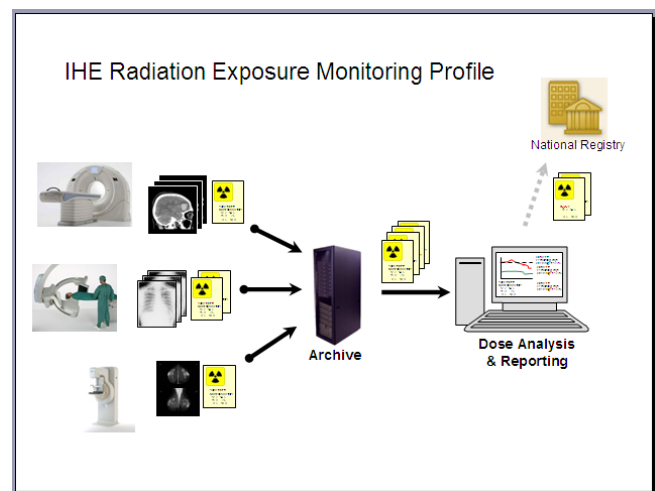 IHE Radiation Exposure Monitoring Profile
National Registry
Archive
Dose Analysis
& Reporting